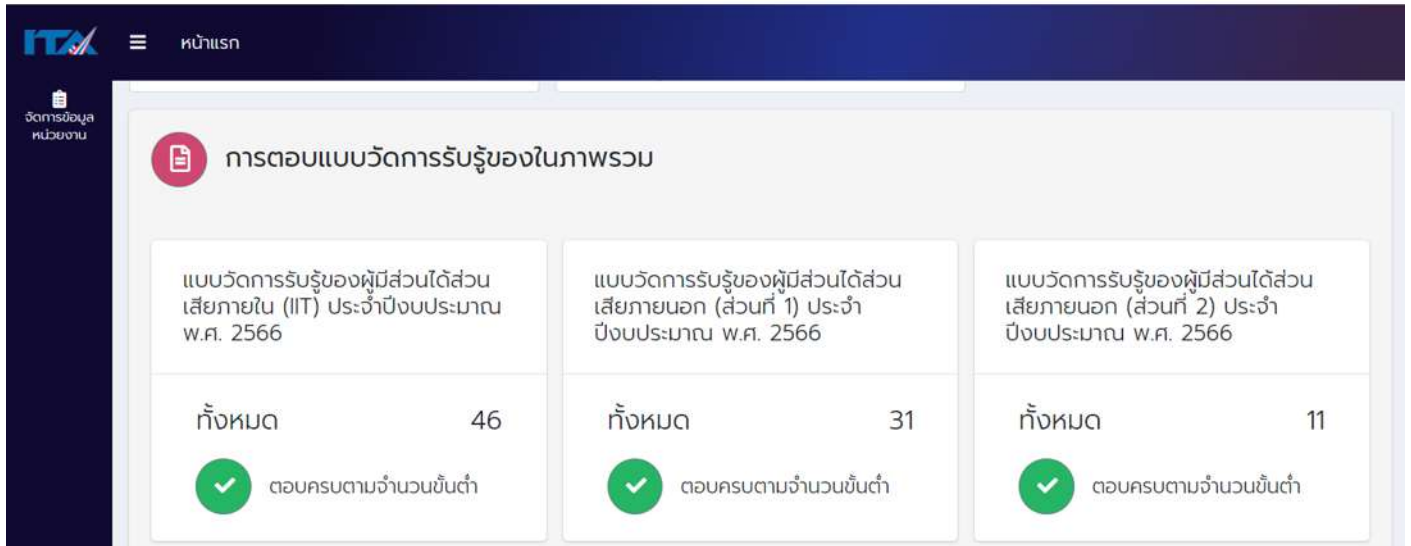 ITA
หน้าแรก
จัดการข้อมูล
หน่วยงาน
การตอบแบบวัดการรับรู้ของในภาพรวม
แบบวัดการรับรู้ของผู้มีส่วนได้ส่วน
เสียภายใน (IIT) ประจำปีงบประมาณ
พ.ศ. 2566
ทั้งหมด 46
ตอบครบตามจำนวนขั้นต่ำ
แบบวัดการรับรู้ของผู้มีส่วนได้ส่วน
เสียภายนอก (ส่วนที่ 1) ประจำ
ปีงบประมาณ พ.ศ. 2566
ทั้งหมด 31
ตอบครบตามจำนวนขั้นต่ำ
แบบวัดการรับรู้ของผู้มีส่วนได้ส่วน
เสียภายนอก (ส่วนที่ 2) ประจำ
ปีงบประมาณ พ.ศ. 2566
ทั้งหมด 11
ตอบครบตามจำนวนขั้นต่ำ